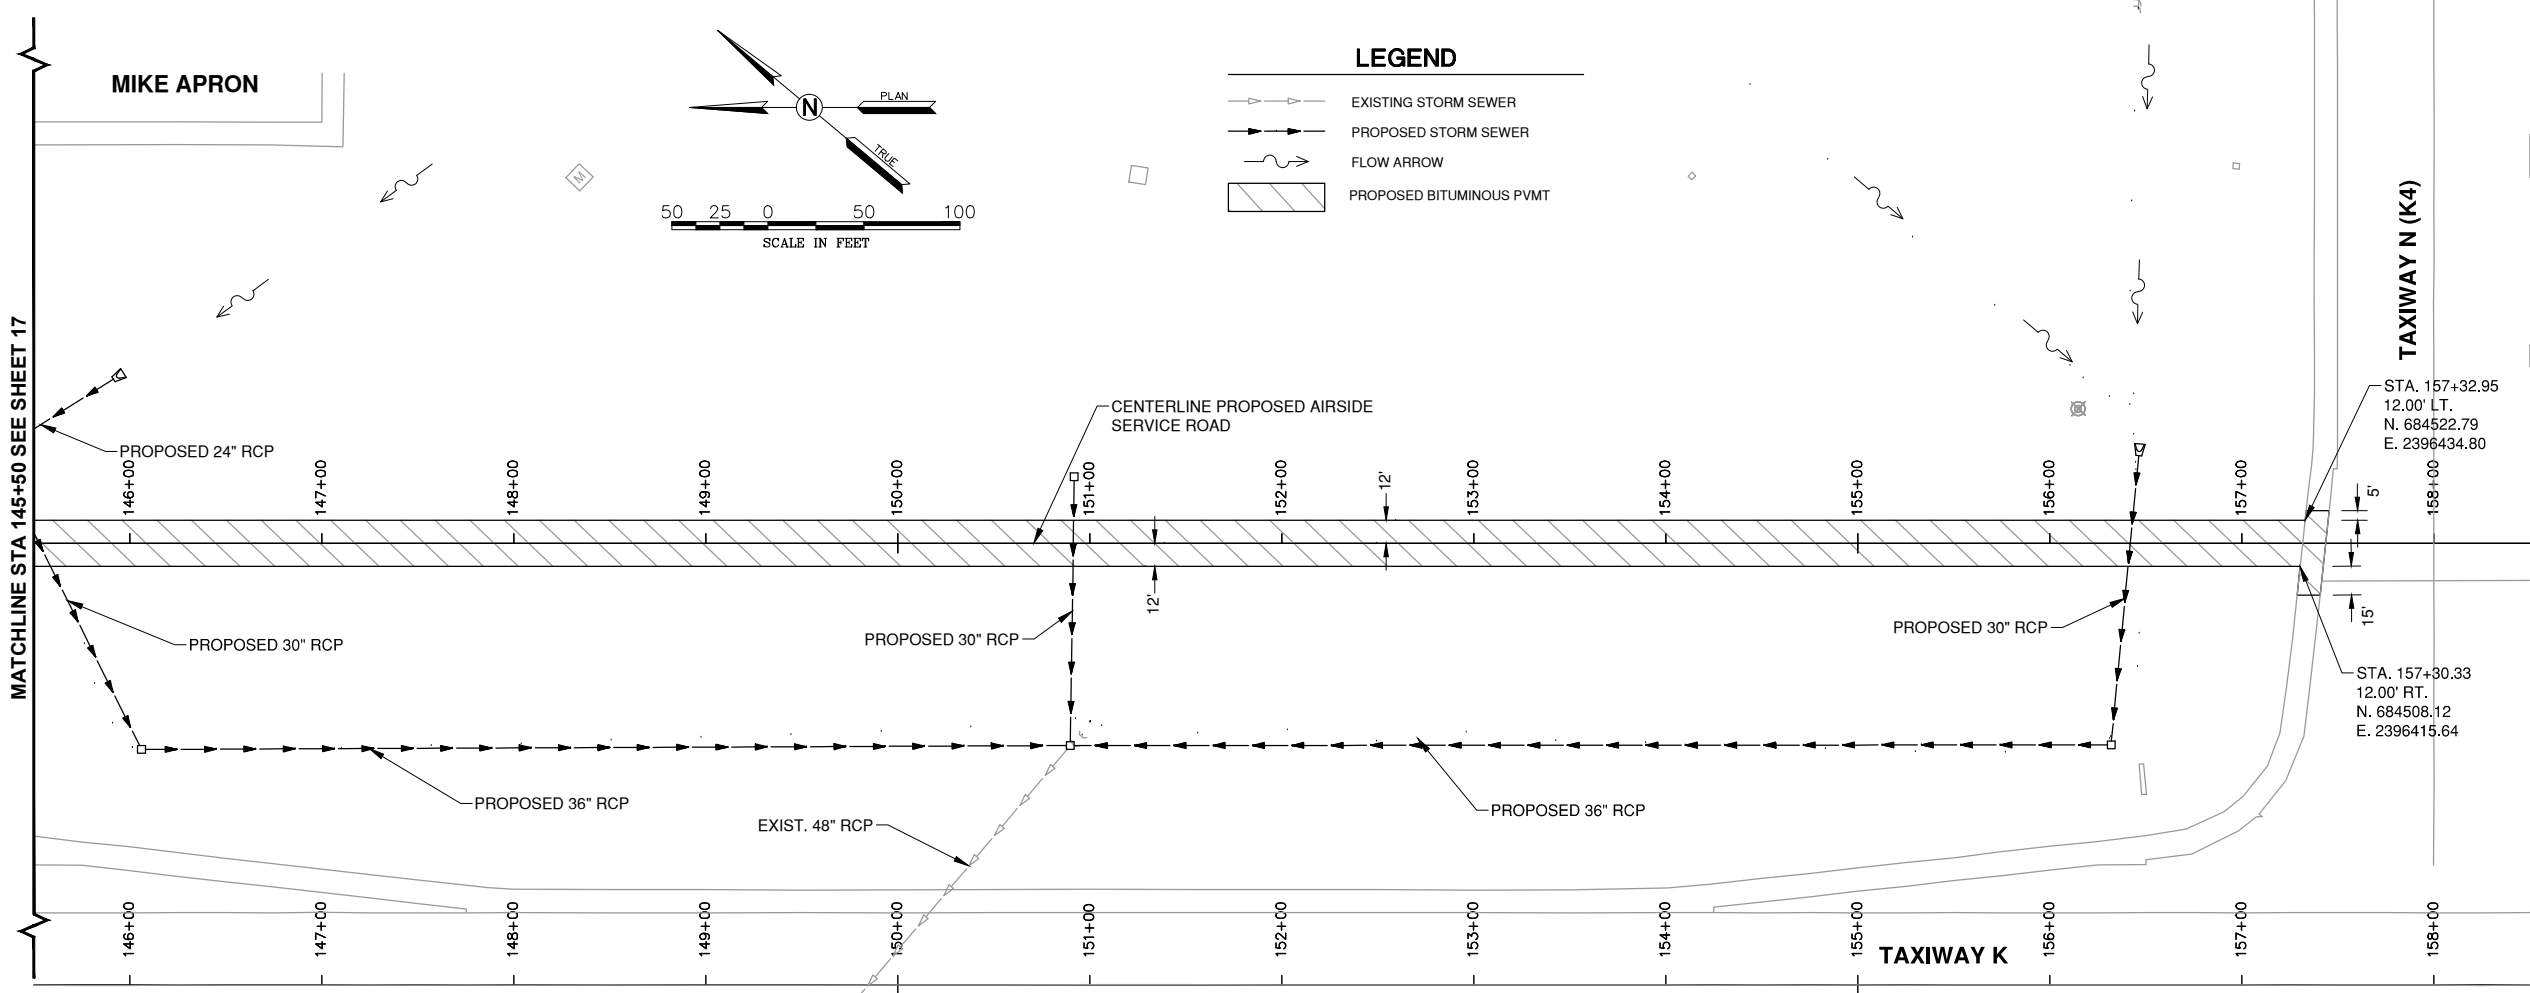 MIKE APRON
N
PLAN
TRUE
50 25 0 50 100
SCALE IN FEET
LEGEND
EXISTING STORM SEWER
PROPOSED STORM SEWER
FLOW ARROW
PROPOSED BITUMINOUS PVMT
M
TAXIWAY N (K4)
MATCHLINE STA 145+50 SEE SHEET 17
STA. 157+32.95
12.00' LT.
N. 684522.79
E. 2396434.80
CENTERLINE PROPOSED AIRSIDE
SERVICE ROAD
PROPOSED 24" RCP
146+00
147+00
148+00
149+00
150+00
151+00
152+00
153+00
154+00
155+00
156+00
157+00
158+00
12'
12'
5'
15'
PROPOSED 30" RCP
PROPOSED 30" RCP
PROPOSED 30" RCP
STA. 157+30.33
12.00' RT.
N. 684508.12
E. 2396415.64
PROPOSED 36" RCP
EXIST. 48" RCP
PROPOSED 36" RCP
146+00
147+00
148+00
149+00
150+00
151+00
152+00
153+00
154+00
155+00
156+00
157+00
158+00
TAXIWAY K